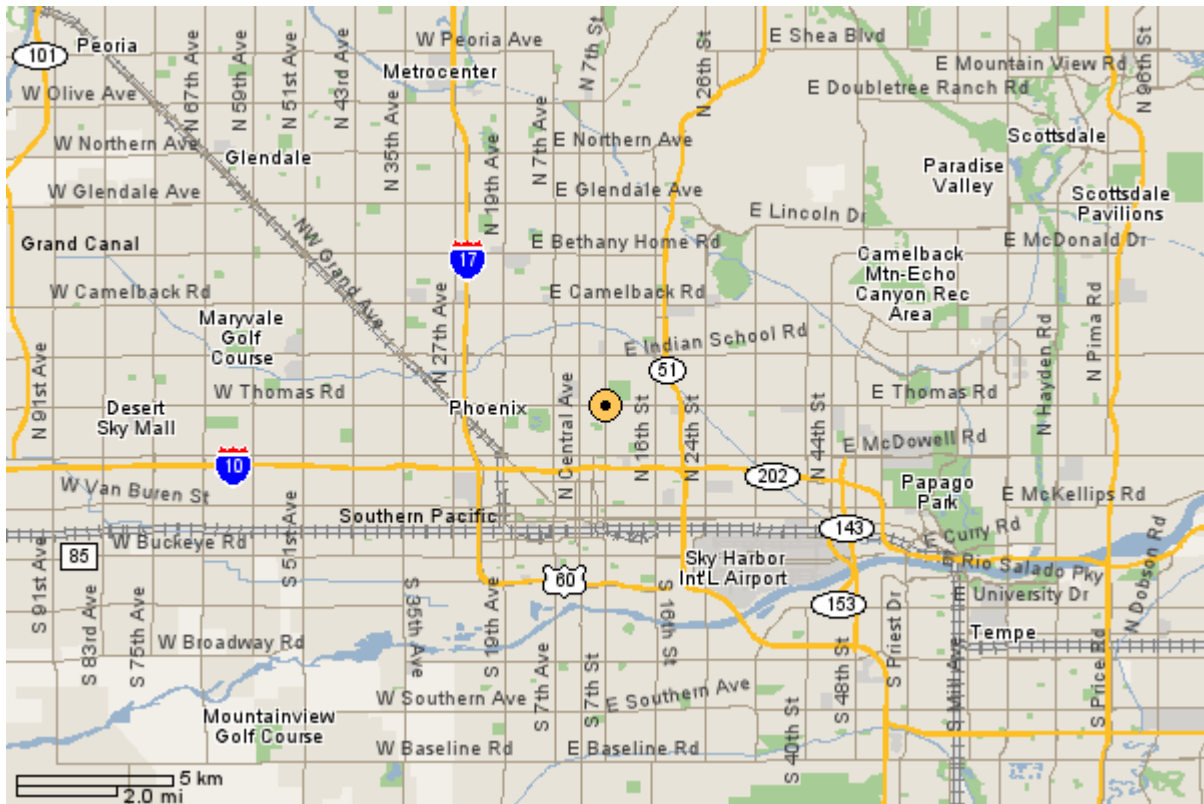 101
Peoria
W Peoria Ave
N 7th St
N 26th St
E Shea Blvd
N 96th St
N 67th Ave
N 59th Ave
N 51st Ave
N 43rd Ave
Metrocenter
E Mountain View Rd
W Olive Ave
E Doubletree Ranch Rd
N 35th Ave
N 19th Ave
N 7th Ave
W Northern Ave
Glendale
E Northern Ave
Scottsdale
Paradise
Valley
W Glendale Ave
E Glendale Ave
Scottsdale
Pavilions
E Lincoln Dr
Grand Canal
NW Grand Ave
E Bethany Home Rd
E McDonald Dr
17
Camelback
Mtn-Echo
Canyon Rec
Area
W Camelback Rd
E Camelback Rd
N 27th Ave
Maryvale
Golf
Course
E Indian School Rd
N Hayden Rd
N Pima Rd
51
N 91st Ave
W Thomas Rd
E Thomas Rd
Desert
Sky Mall
Phoenix
N Central Ave
N 16th St
N 24th St
N 44th St
E McDowell Rd
10
202
W Van Buren St
Papago
Park
E McKellips Rd
Southern Pacific
143
E Curry Rd
W Buckeye Rd
85
S 51st Ave
S 91st Ave
Sky Harbor
Int'L Airport
E Rio Salado Pky
N Dobson Rd
60
153
E University Dr
S 83rd Ave
S 75th Ave
S 35th Ave
S 19th Ave
S 16th St
S Priest Dr
Tempe
W Broadway Rd
S 7th Ave
S 7th St
S 48th St
S Mill Ave
S Price Rd
W Southern Ave
E Southern Ave
S 40th St
Mountainview
Golf Course
W Baseline Rd
E Baseline Rd
5 km
2.0 mi